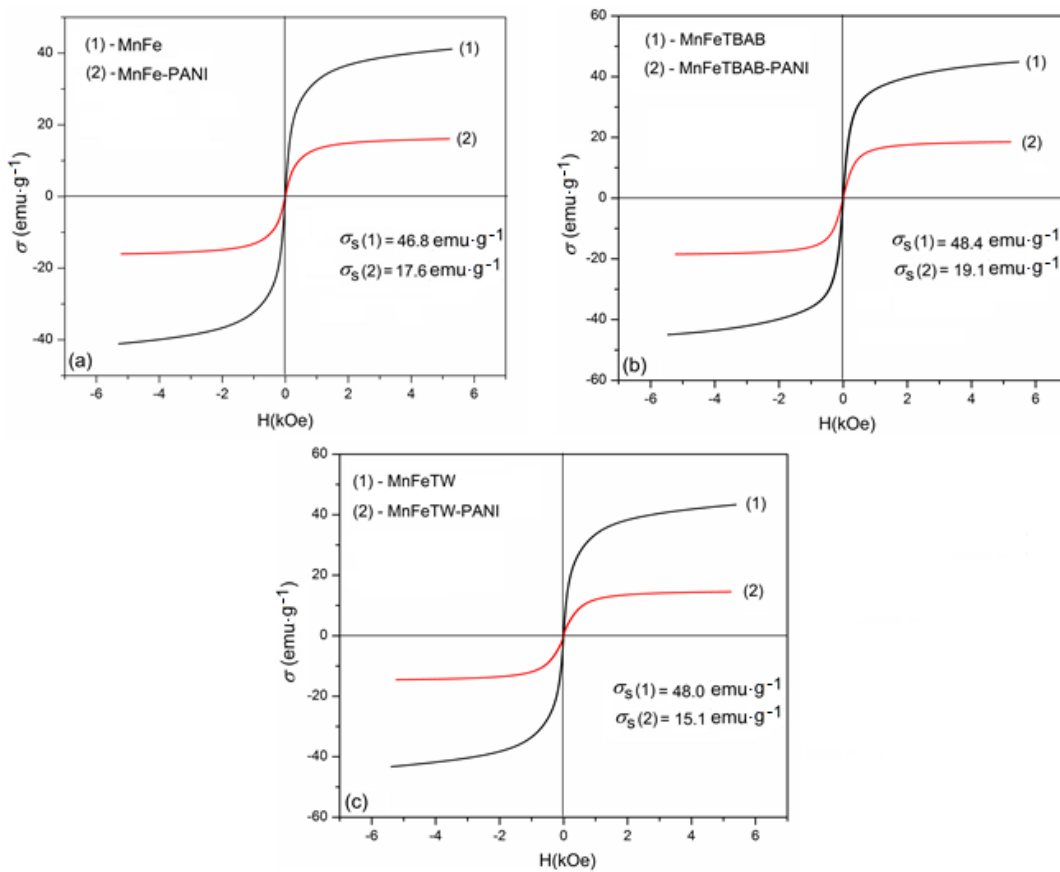 (1) - MnFe
(2) - MnFe-PANI
(1)
(2)
60
40
20
0
-20
-40
σ (emu·g⁻¹)
σs(1) = 46.8 emu·g⁻¹
σs(2) = 17.6 emu·g⁻¹
(a)
-6 -4 -2 0 2 4 6
H(kOe)
(1) - MnFeTBAB
(2) - MnFeTBAB-PANI
(1)
(2)
60
40
20
0
-20
-40
-60
σ (emu·g⁻¹)
σs(1) = 48.4 emu·g⁻¹
σs(2) = 19.1 emu·g⁻¹
(b)
-6 -4 -2 0 2 4 6
H(kOe)
(1) - MnFeTW
(2) - MnFeTW-PANI
(1)
(2)
60
40
20
0
-20
-40
-60
σ (emu·g⁻¹)
σs(1) = 48.0 emu·g⁻¹
σs(2) = 15.1 emu·g⁻¹
(c)
-6 -4 -2 0 2 4 6
H(kOe)